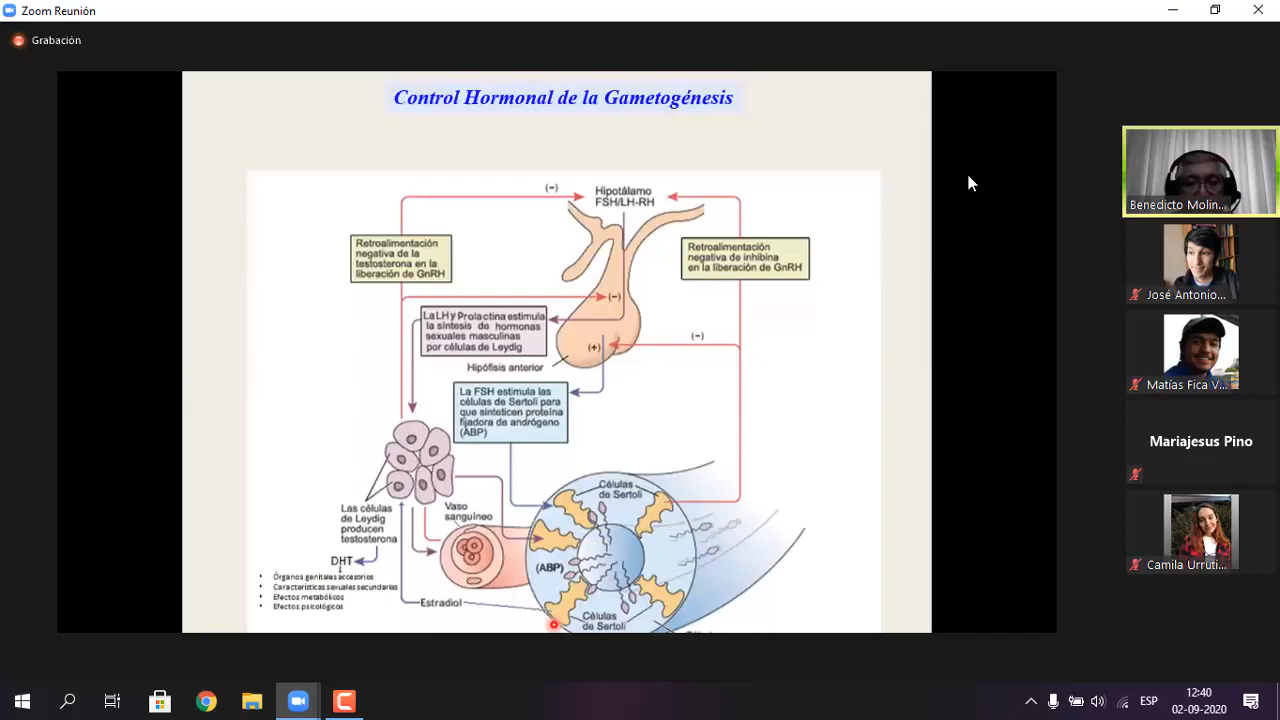 Zoom Reunión
Grabación
Control Hormonal de la Gametogénesis
(−)
Hipotálamo
FSH/LH-RH
Retroalimentación
negativa de la
testosterona en la
liberación de GnRH
Retroalimentación
negativa de inhibina
en la liberación de GnRH
(−)
La LH y Prolactina estimula
la síntesis de hormonas
sexuales masculinas
por células de Leydig
(−)
(+)
Hipófisis anterior
La FSH estimula las
células de Sertoli para
que sinteticen proteína
fijadora de andrógeno
(ABP)
Células
de Sertoli
Las células
de Leydig
producen
testosterona
Vaso
sanguíneo
DHT
(ABP)
• Órganos genitales accesorios
• Características sexuales secundarias
• Efectos metabólicos
• Efectos psicológicos
Estradiol
Células
de Sertoli
Benedicto Molin...
José Antonio...
Matías Fica V...
Mariajesus Pino
Camila Urruti...
ESP
12:40
02-09-2020